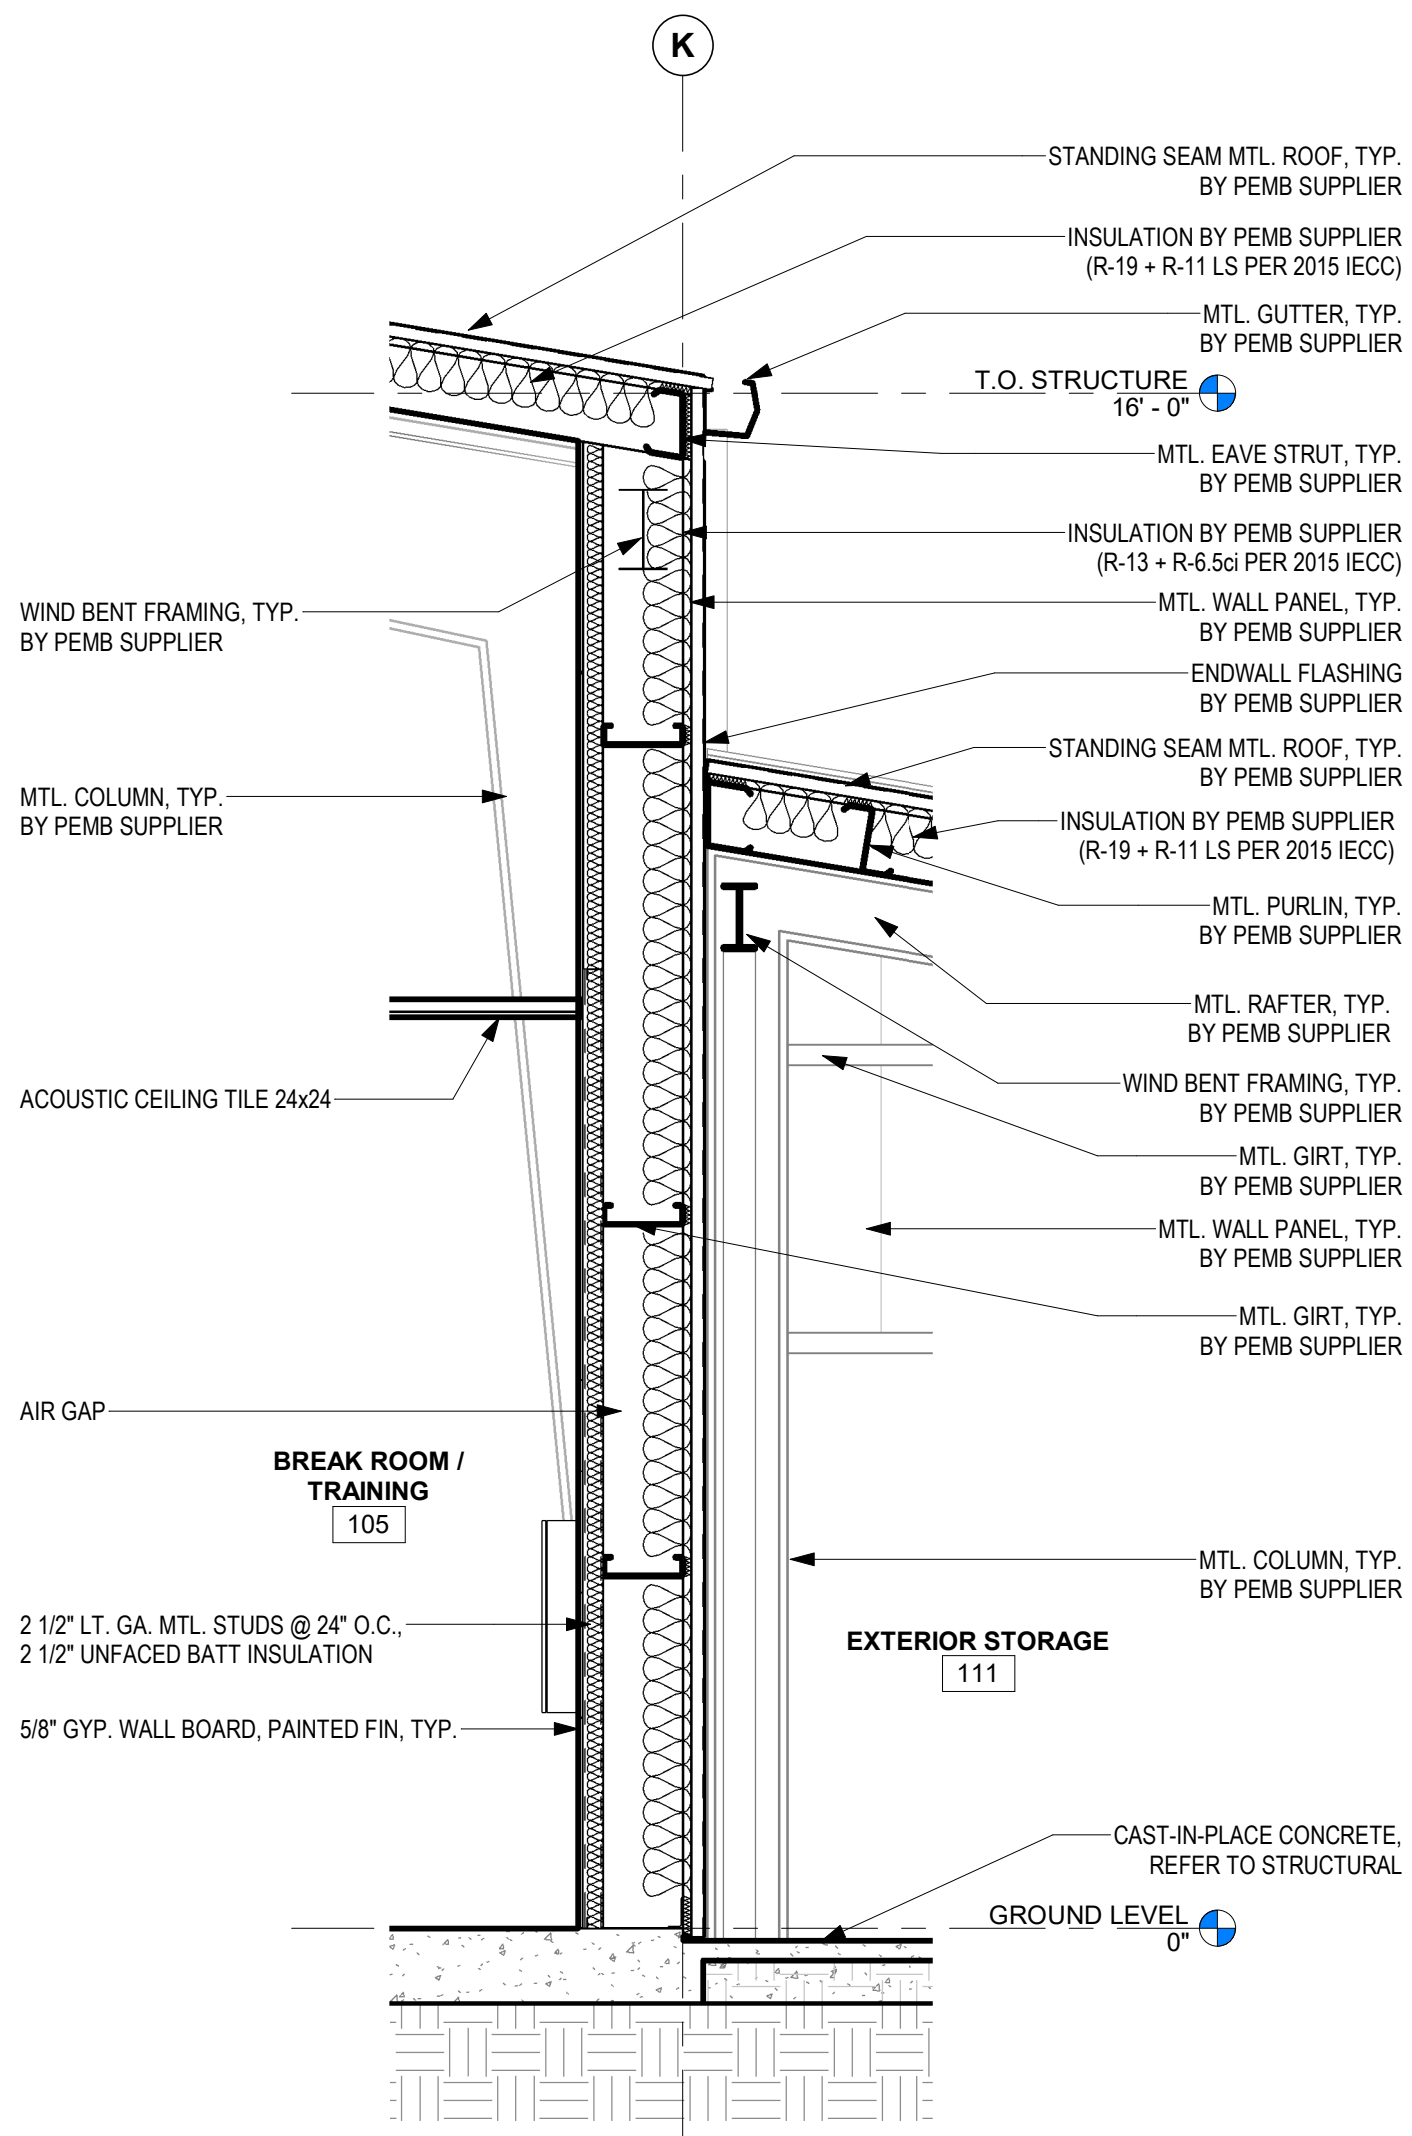 K
STANDING SEAM MTL. ROOF, TYP.
BY PEMB SUPPLIER
INSULATION BY PEMB SUPPLIER
(R-19 + R-11 LS PER 2015 IECC)
MTL. GUTTER, TYP.
BY PEMB SUPPLIER
T.O. STRUCTURE
16' - 0"
MTL. EAVE STRUT, TYP.
BY PEMB SUPPLIER
INSULATION BY PEMB SUPPLIER
(R-13 + R-6.5ci PER 2015 IECC)
MTL. WALL PANEL, TYP.
BY PEMB SUPPLIER
ENDWALL FLASHING
BY PEMB SUPPLIER
STANDING SEAM MTL. ROOF, TYP.
BY PEMB SUPPLIER
INSULATION BY PEMB SUPPLIER
(R-19 + R-11 LS PER 2015 IECC)
MTL. PURLIN, TYP.
BY PEMB SUPPLIER
MTL. RAFTER, TYP.
BY PEMB SUPPLIER
WIND BENT FRAMING, TYP.
BY PEMB SUPPLIER
MTL. GIRT, TYP.
BY PEMB SUPPLIER
MTL. WALL PANEL, TYP.
BY PEMB SUPPLIER
MTL. GIRT, TYP.
BY PEMB SUPPLIER
MTL. COLUMN, TYP.
BY PEMB SUPPLIER
EXTERIOR STORAGE
111
CAST-IN-PLACE CONCRETE,
REFER TO STRUCTURAL
GROUND LEVEL
0"
WIND BENT FRAMING, TYP.
BY PEMB SUPPLIER
MTL. COLUMN, TYP.
BY PEMB SUPPLIER
ACOUSTIC CEILING TILE 24x24
AIR GAP
BREAK ROOM /
TRAINING
105
2 1/2" LT. GA. MTL. STUDS @ 24" O.C.,
2 1/2" UNFACED BATT INSULATION
5/8" GYP. WALL BOARD, PAINTED FIN, TYP.